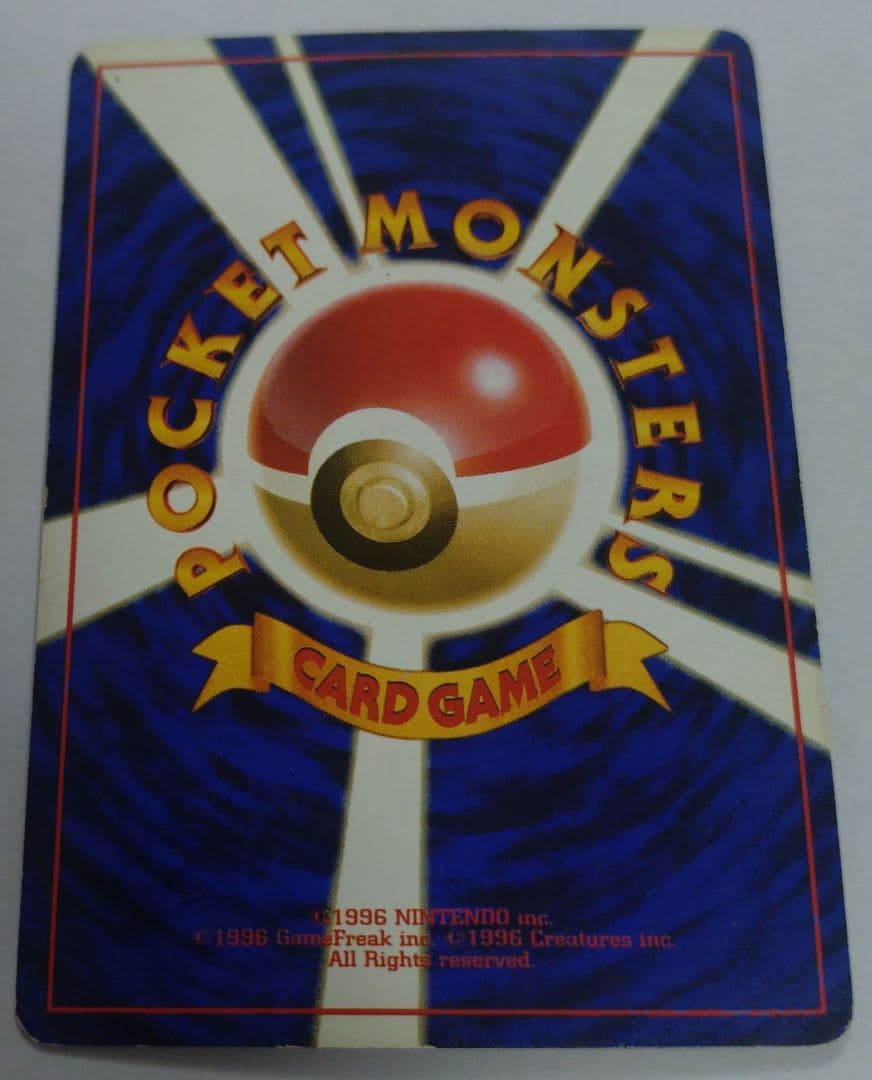 POCKET MONSTERS
CARD GAME
©1996 NINTENDO inc.
©1996 GameFreak inc. ©1996 Creatures inc.
All Rights reserved.